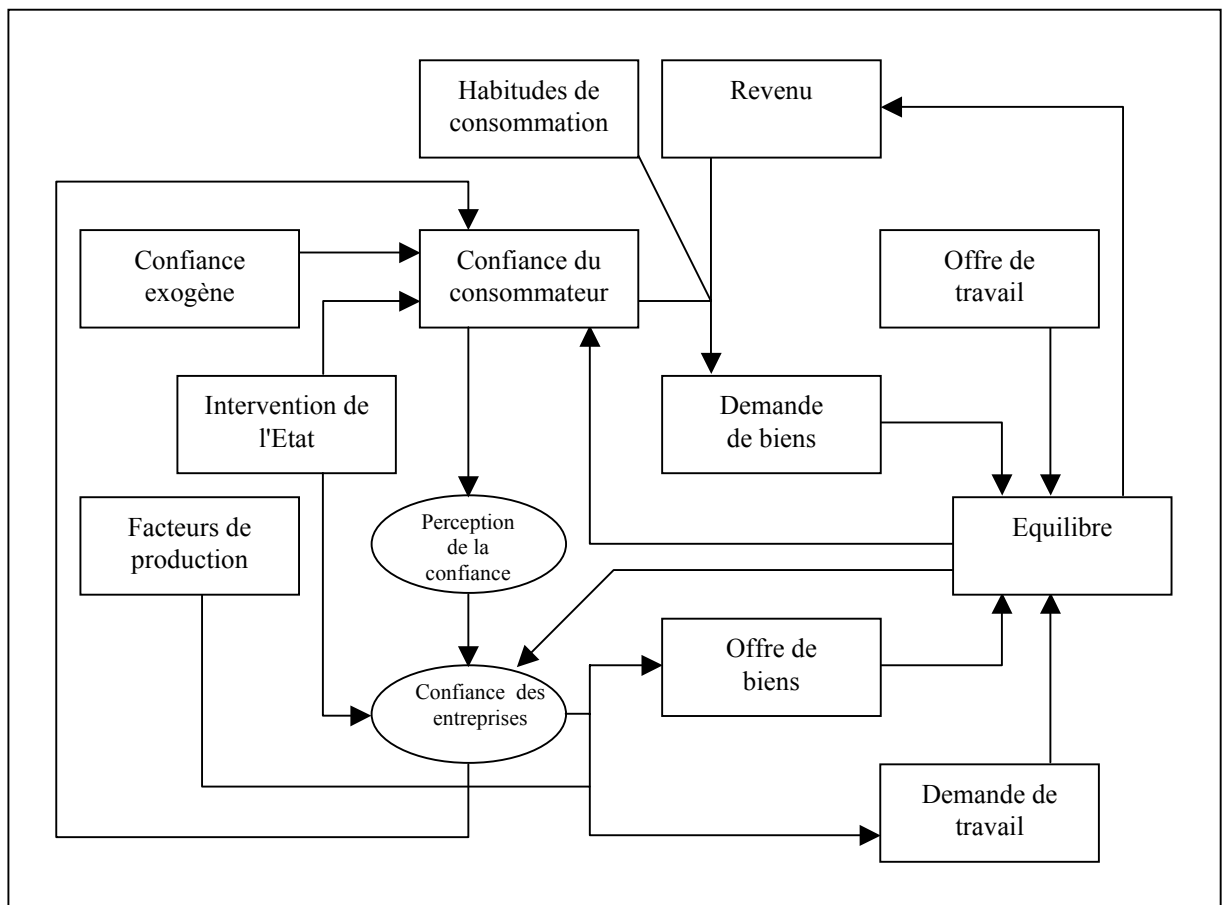 Habitudes de
consommation
Revenu
Confiance
exogène
Confiance du
consommateur
Offre de
travail
Intervention de
l'Etat
Demande
de biens
Facteurs de
production
Perception
de la
confiance
Equilibre
Confiance des
entreprises
Offre de
biens
Demande de
travail